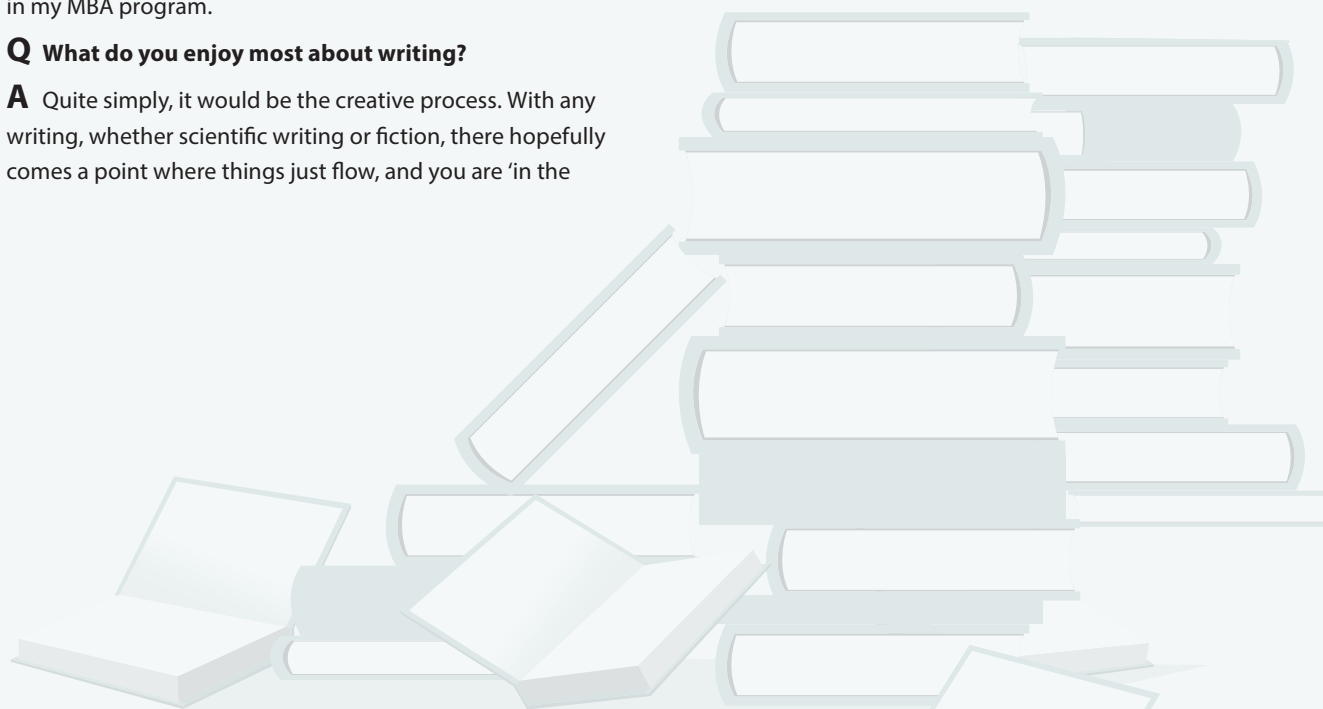 in my MBA program.
Q What do you enjoy most about writing?
A Quite simply, it would be the creative process. With any
writing, whether scientific writing or fiction, there hopefully
comes a point where things just flow, and you are ‘in the